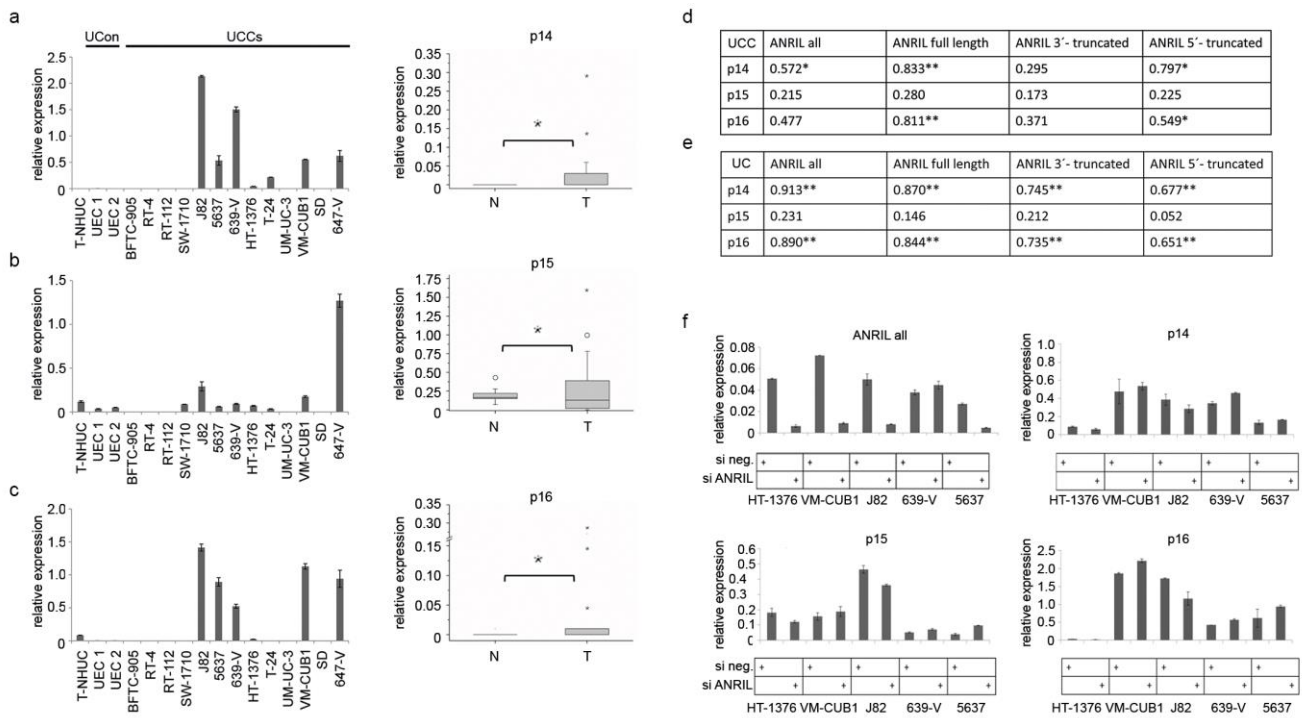 a
UCon UCCs
relative expression
2.5
2.0
1.5
1.0
0.5
0
T-NHUC
UEC 1
UEC 2
BFTC-905
RT-4
RT-112
SW-1710
J82
5637
639-V
HT-1376
T-24
UM-UC-3
VM-CUB1
SD
647-V
p14
relative expression
0.35
0.30
0.25
0.20
0.15
0.1
0.05
0
*
N T
b
relative expression
1.5
1.0
0.5
0
T-NHUC
UEC 1
UEC 2
BFTC-905
RT-4
RT-112
SW-1710
J82
5637
639-V
HT-1376
T-24
UM-UC-3
VM-CUB1
SD
647-V
p15
relative expression
1.75
1.50
1.25
1.00
0.75
0.50
0.25
0
*
N T
c
relative expression
2.0
1.5
1.0
0.5
0
T-NHUC
UEC 1
UEC 2
BFTC-905
RT-4
RT-112
SW-1710
J82
5637
639-V
HT-1376
T-24
UM-UC-3
VM-CUB1
SD
647-V
p16
relative expression
0.30
0.35
0.30
0.15
0.10
0.05
0
*
N T
d
UCC ANRIL all ANRIL full length ANRIL 3´- truncated ANRIL 5´- truncated
p14 0.572* 0.833** 0.295 0.797*
p15 0.215 0.280 0.173 0.225
p16 0.477 0.811** 0.371 0.549*
e
UC ANRIL all ANRIL full length ANRIL 3´- truncated ANRIL 5´- truncated
p14 0.913** 0.870** 0.745** 0.677**
p15 0.231 0.146 0.212 0.052
p16 0.890** 0.844** 0.735** 0.651**
f
ANRIL all
relative expression
0.08
0.06
0.04
0.02
0
si neg. + + + + +
si ANRIL + + + + +
HT-1376 VM-CUB1 J82 639-V 5637
p14
relative expression
1.0
0.8
0.6
0.4
0.2
0.0
+ + + + +
+ + + + +
HT-1376 VM-CUB1 J82 639-V 5637
p15
relative expression
0.6
0.5
0.4
0.3
0.2
0.1
0
si neg. + + + + +
si ANRIL + + + + +
HT-1376 VM-CUB1 J82 639-V 5637
p16
relative expression
2.5
2.0
1.5
1.0
0.5
0
+ + + + +
+ + + + +
HT-1376 VM-CUB1 J82 639-V 5637